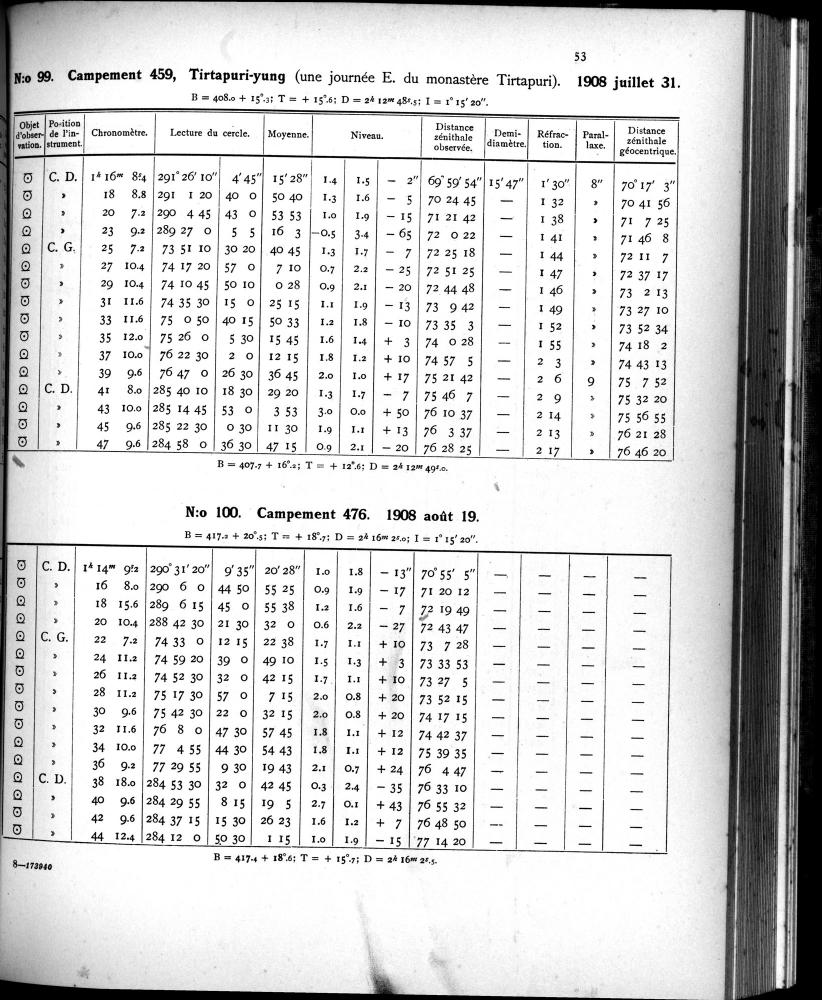 53
N:o 99. Campement 459, Tirtapuri-yung (une journée E. du monastère Tirtapuri). 1908 juillet 31.
B = 408.0 + 15°.3; T = + 15°.6; D = 2h 12m 48s.5; I = 1° 15′ 20″.
Objet d'observation. Position de l'instrument. Chronomètre. Lecture du cercle. Moyenne. Niveau. Distance zénithale observée. Demi-diamètre. Réfraction. Parallaxe. Distance géocentrique.
C. D. 1h 16m 8s.4 291° 26′ 10″ 4′ 45″ 15′ 28″ 1.4 1.5 − 2″ 69° 59′ 54″ 15′ 47″ 1′ 30″ 8″ 70° 17′ 3″
» 18 8.8 291 1 20 40 0 50 40 1.3 1.6 − 5 70 24 45 — 1 32 » 70 41 56
» 20 7.2 290 4 45 43 0 53 53 1.0 1.9 − 15 71 21 42 — 1 38 » 71 7 25
» 23 9.2 289 27 0 5 5 16 3 −0.5 3.4 − 65 72 0 22 — 1 41 » 71 46 8
C. G. 25 7.2 73 51 10 30 20 40 45 1.3 1.7 − 7 72 25 18 — 1 44 » 72 11 7
» 27 10.4 74 17 20 57 0 7 10 0.7 2.2 − 25 72 51 25 — 1 47 » 72 37 17
» 29 10.4 74 10 45 50 10 0 28 0.9 2.1 − 20 72 44 48 — 1 46 » 73 2 13
» 31 11.6 74 35 30 15 0 25 15 1.1 1.9 − 13 73 9 42 — 1 49 » 73 27 10
» 33 11.6 75 0 50 40 15 50 33 1.2 1.8 − 10 73 35 3 — 1 52 » 73 52 34
» 35 12.0 75 26 0 5 30 15 45 1.6 1.4 + 3 74 0 28 — 1 55 » 74 18 2
» 37 10.0 76 22 30 2 0 12 15 1.8 1.2 + 10 74 57 5 — 2 3 » 74 43 13
» 39 9.6 76 47 0 26 30 36 45 2.0 1.0 + 17 75 21 42 — 2 6 9 75 7 52
C. D. 41 8.0 285 40 10 18 30 29 20 1.3 1.7 − 7 75 46 7 — 2 9 » 75 32 20
» 43 10.0 285 14 45 53 0 3 53 3.0 0.0 + 50 76 10 37 — 2 14 » 75 56 55
» 45 9.6 285 22 30 0 30 11 30 1.9 1.1 + 13 76 3 37 — 2 13 » 76 21 28
» 47 9.6 284 58 0 36 30 47 15 0.9 2.1 − 20 76 28 25 — 2 17 » 76 46 20
B = 407.7 + 16°.2; T = + 12°.6; D = 2h 12m 49s.0.
N:o 100. Campement 476. 1908 août 19.
B = 417.2 + 20°.5; T = + 18°.7; D = 2h 16m 2s.0; I = 1° 15′ 20″.
C. D. 1h 14m 9s.2 290° 31′ 20″ 9′ 35″ 20′ 28″ 1.0 1.8 − 13″ 70° 55′ 5″ — — — —
» 16 8.0 290 6 0 44 50 55 25 0.9 1.9 − 17 71 20 12 — — — —
» 18 15.6 289 6 15 45 0 55 38 1.2 1.6 − 7 72 19 49 — — — —
» 20 10.4 288 42 30 21 30 32 0 0.6 2.2 − 27 72 43 47 — — — —
C. G. 22 7.2 74 33 0 12 15 22 38 1.7 1.1 + 10 73 7 28 — — — —
» 24 11.2 74 59 20 39 0 49 10 1.5 1.3 + 3 73 33 53 — — — —
» 26 11.2 74 52 30 32 0 42 15 1.7 1.1 + 10 73 27 5 — — — —
» 28 11.2 75 17 30 57 0 7 15 2.0 0.8 + 20 73 52 15 — — — —
» 30 9.6 75 42 30 22 0 32 15 2.0 0.8 + 20 74 17 15 — — — —
» 32 11.6 76 8 0 47 30 57 45 1.8 1.1 + 12 74 42 37 — — — —
» 34 10.0 77 4 55 44 30 54 43 1.8 1.1 + 12 75 39 35 — — — —
» 36 9.2 77 29 55 9 30 19 43 2.1 0.7 + 24 76 4 47 — — — —
C. D. 38 18.0 284 53 30 32 0 42 45 0.3 2.4 − 35 76 33 10 — — — —
» 40 9.6 284 29 55 8 15 19 5 2.7 0.1 + 43 76 55 32 — — — —
» 42 9.6 284 37 15 15 30 26 23 1.6 1.2 + 7 76 48 50 — — — —
» 44 12.4 284 12 0 50 30 1 15 1.0 1.9 − 15 77 14 20 — — — —
B = 417.4 + 18°.6; T = + 15°.7; D = 2h 16m 2s.5.
8—173940